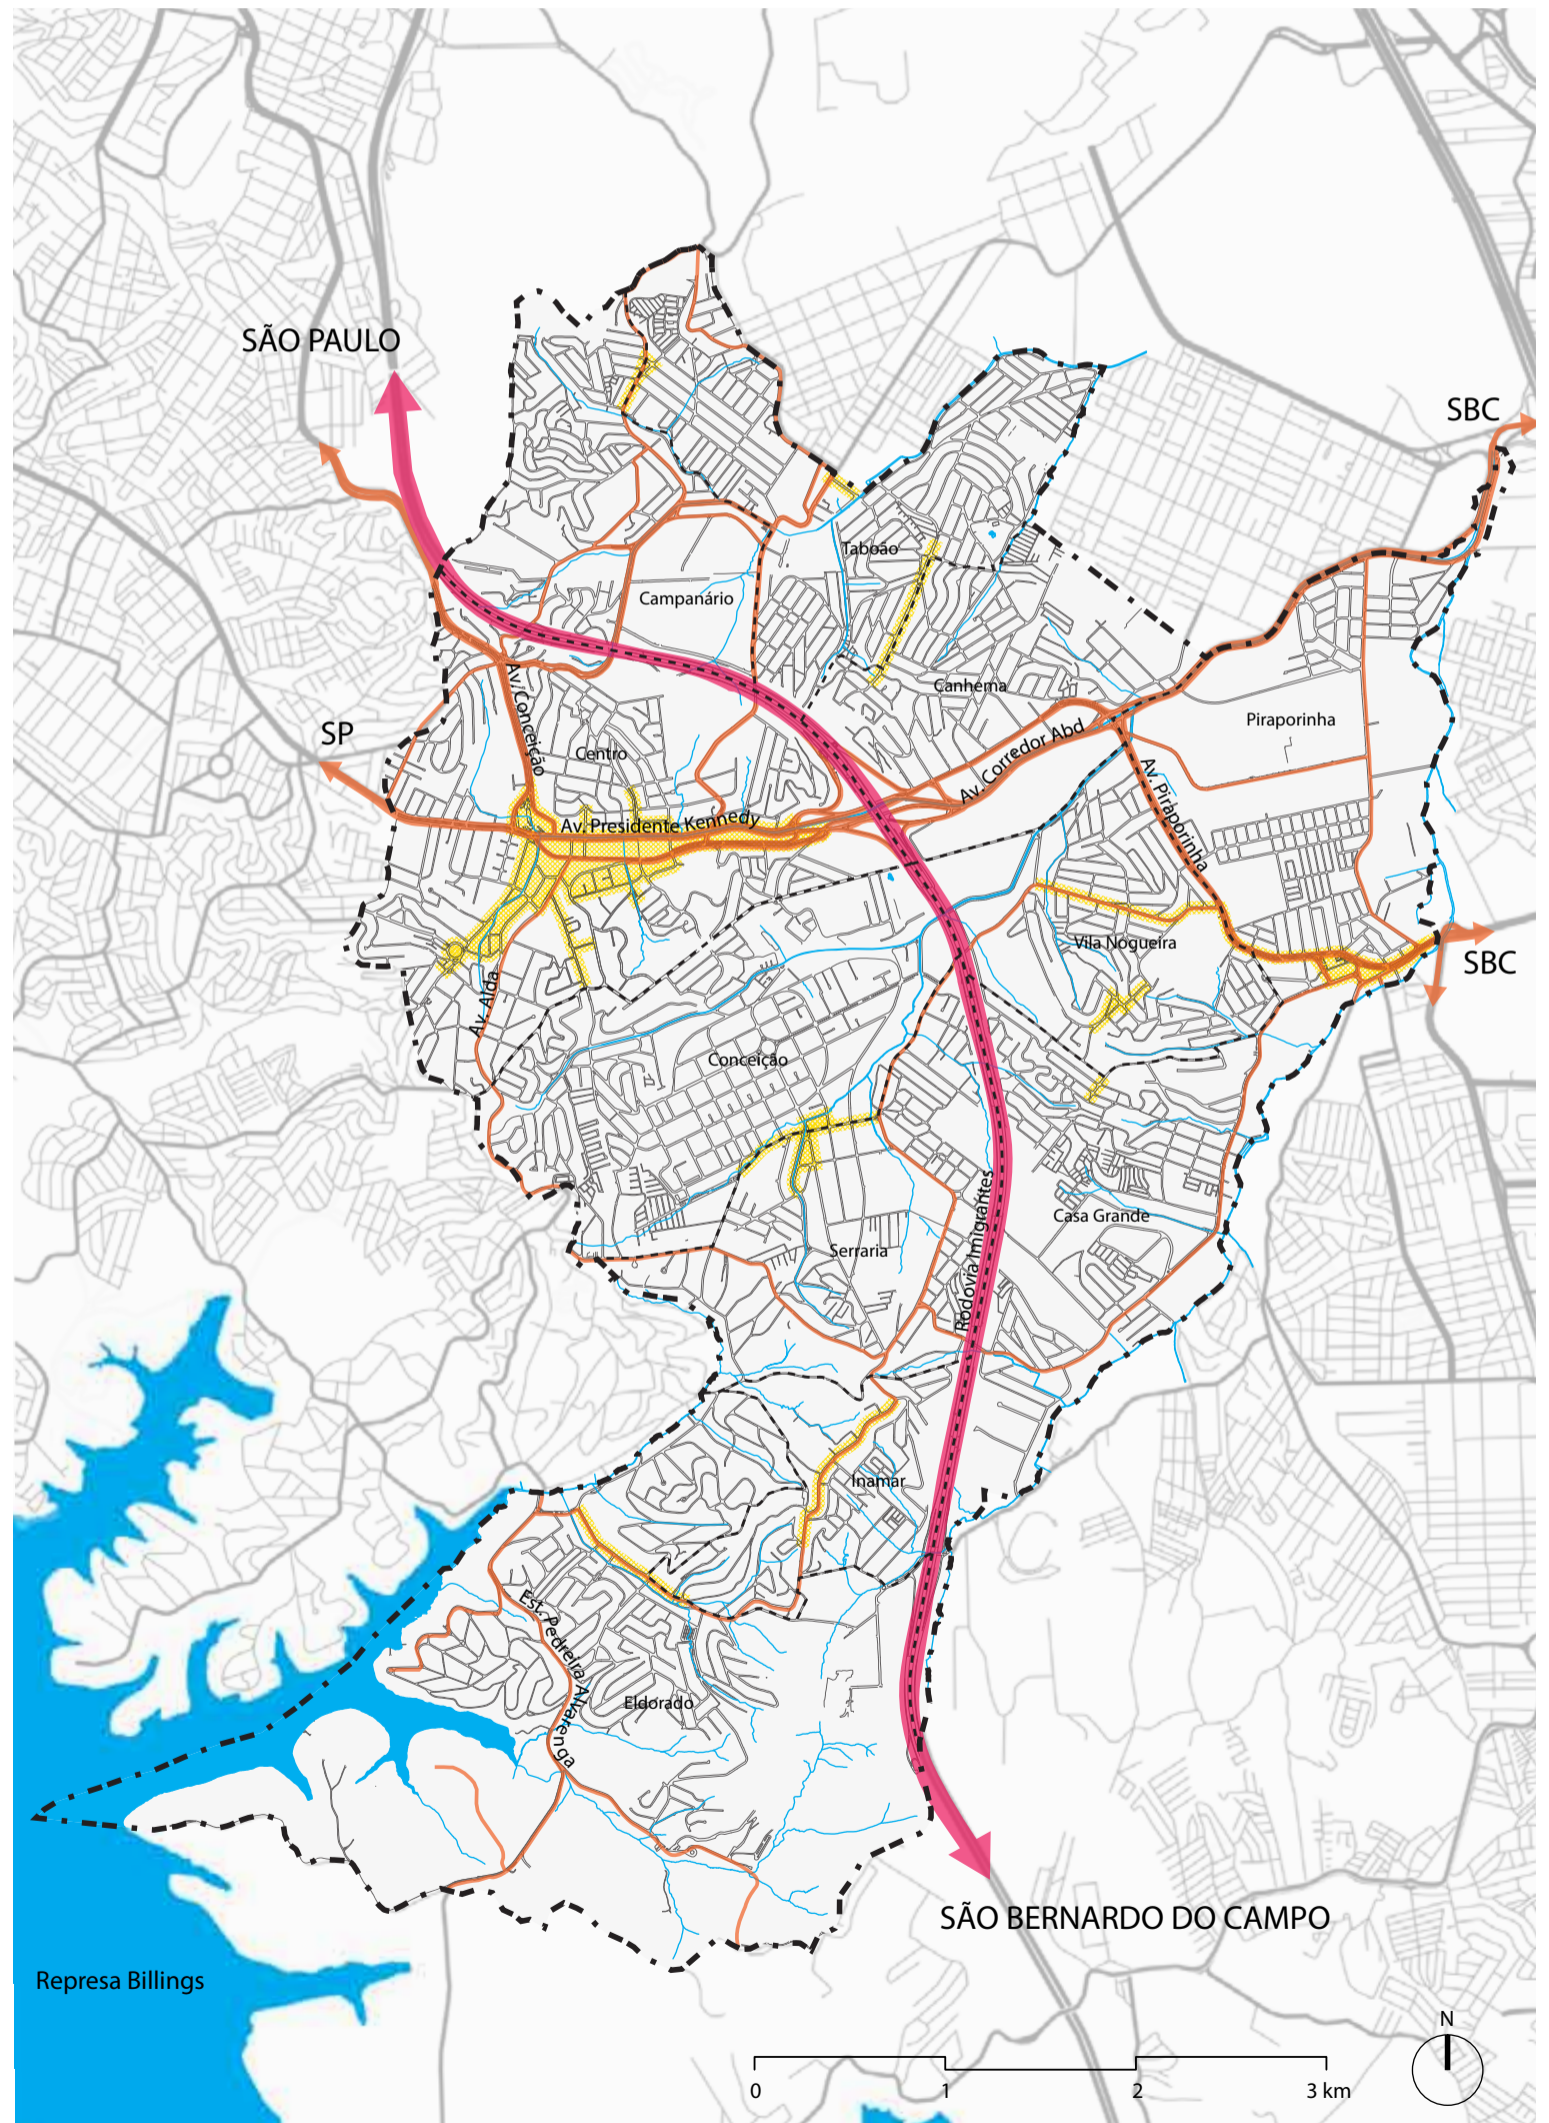 SÃO PAULO
SBC
Taboão
Campanário
Canhema
Av. Conceição
Piraporinha
SP
Centro
Av. Corredor Abd
Av. Piraporinha
Av. Presidente Kennedy
Vila Nogueira
SBC
Av. Alda
Conceição
Rodovia Imigrantes
Casa Grande
Serraria
Inamar
Est. Pedreira Alvarenga
Eldorado
SÃO BERNARDO DO CAMPO
Represa Billings
N
0 1 2 3 km